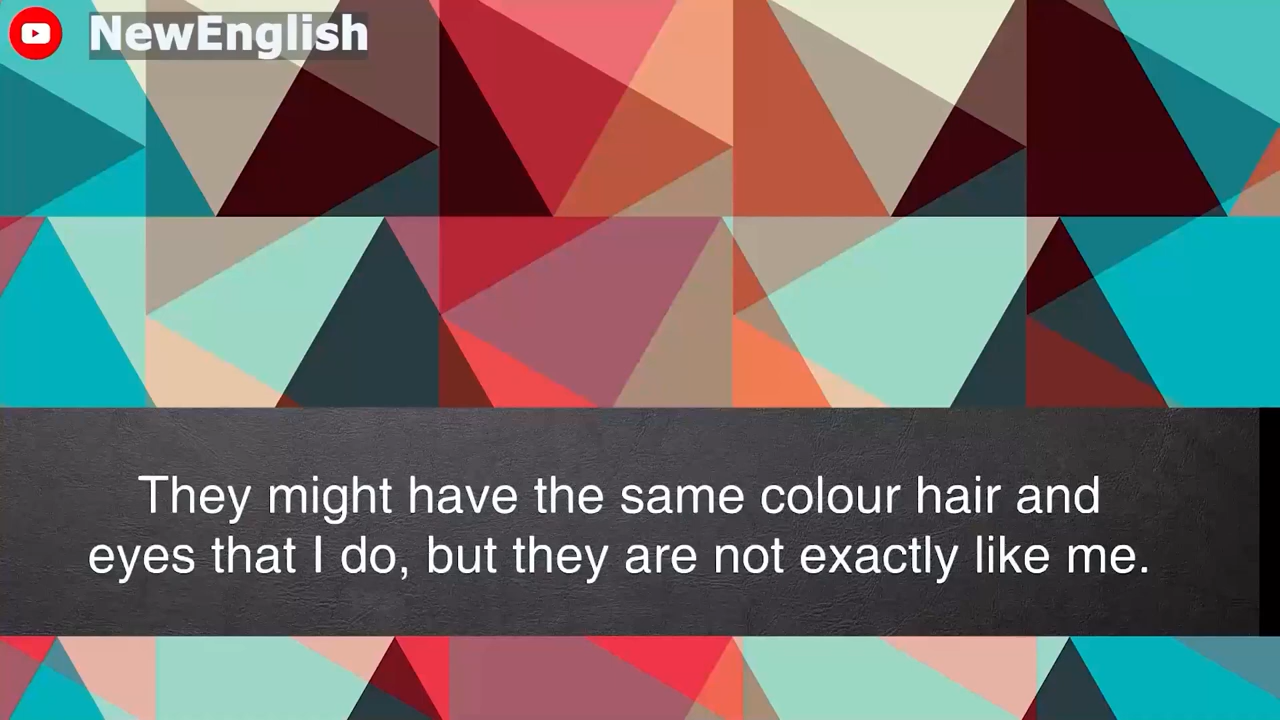 NewEnglish
They might have the same colour hair and
eyes that I do, but they are not exactly like me.